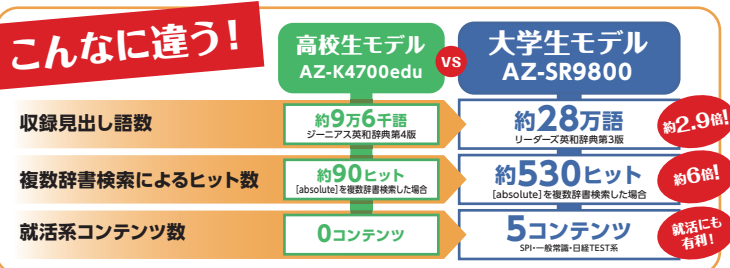 こんなに違う!
高校生モデル
AZ-K4700edu
VS
大学生モデル
AZ-SR9800
収録見出し語数
約9万6千語
ジーニアス英和辞典第4版
約28万語
リーダーズ英和辞典第3版
約2.9倍!
複数辞書検索によるヒット数
約90ヒット
[absolute]を複数辞書検索した場合
約530ヒット
[absolute]を複数辞書検索した場合
約6倍!
就活系コンテンツ数
0コンテンツ
5コンテンツ
SPI・一般常識・日経TEST系
就活にも
有利!